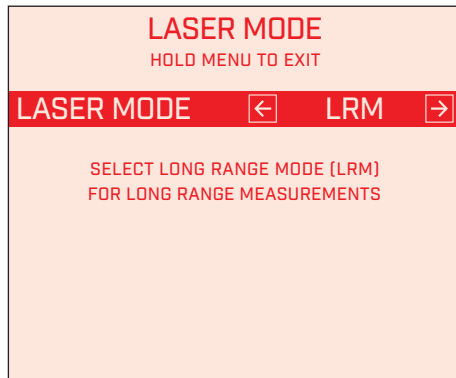 LASER MODE
HOLD MENU TO EXIT
LASER MODE ← LRM →
SELECT LONG RANGE MODE (LRM)
FOR LONG RANGE MEASUREMENTS